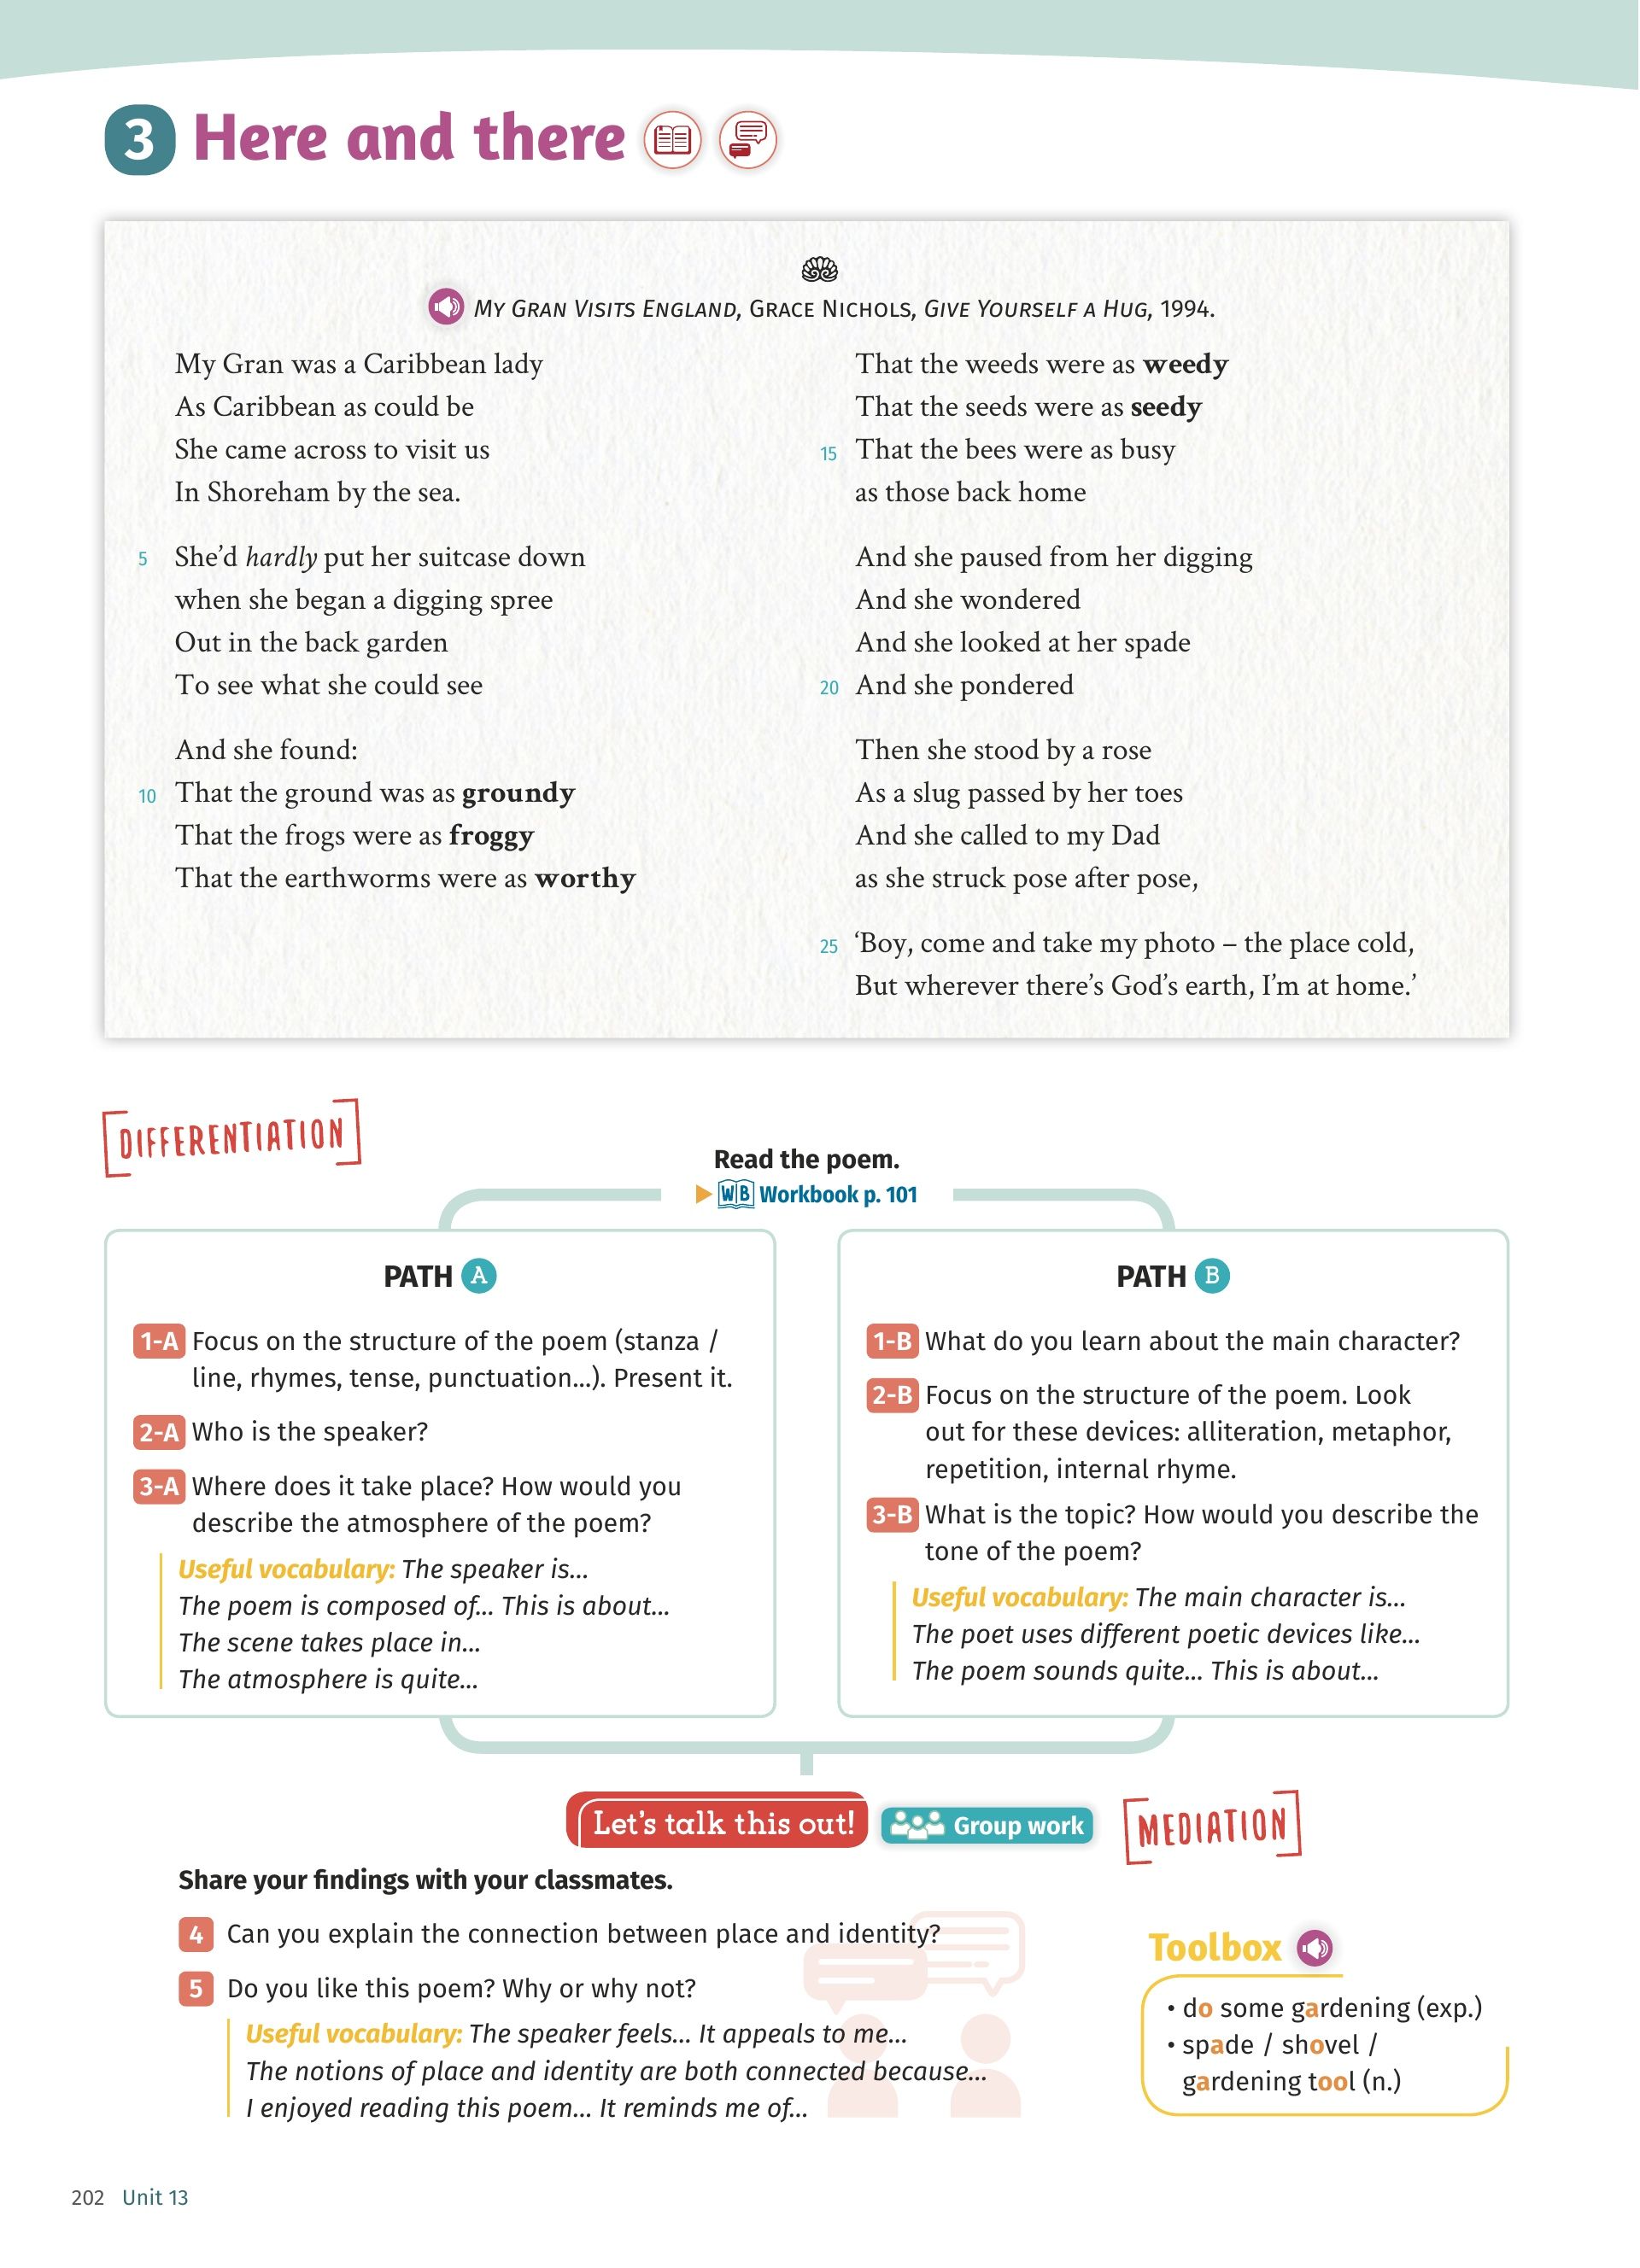 3 Here and there
MY GRAN VISITS ENGLAND, GRACE NICHOLS, GIVE YOURSELF A HUG, 1994.
My Gran was a Caribbean lady
As Caribbean as could be
She came across to visit us
In Shoreham by the sea.
5 She’d hardly put her suitcase down
when she began a digging spree
Out in the back garden
To see what she could see
And she found:
10 That the ground was as groundy
That the frogs were as froggy
That the earthworms were as worthy
That the weeds were as weedy
That the seeds were as seedy
15 That the bees were as busy
as those back home
And she paused from her digging
And she wondered
And she looked at her spade
20 And she pondered
Then she stood by a rose
As a slug passed by her toes
And she called to my Dad
as she struck pose after pose,
25 ‘Boy, come and take my photo – the place cold,
But wherever there’s God’s earth, I’m at home.’
DIFFERENTIATION
Read the poem.
WB Workbook p. 101
PATH A
1-A Focus on the structure of the poem (stanza /
line, rhymes, tense, punctuation...). Present it.
2-A Who is the speaker?
3-A Where does it take place? How would you
describe the atmosphere of the poem?
Useful vocabulary: The speaker is...
The poem is composed of... This is about...
The scene takes place in...
The atmosphere is quite...
PATH B
1-B What do you learn about the main character?
2-B Focus on the structure of the poem. Look
out for these devices: alliteration, metaphor,
repetition, internal rhyme.
3-B What is the topic? How would you describe the
tone of the poem?
Useful vocabulary: The main character is...
The poet uses different poetic devices like...
The poem sounds quite... This is about...
Let’s talk this out! Group work MEDIATION
Share your findings with your classmates.
4 Can you explain the connection between place and identity?
5 Do you like this poem? Why or why not?
Useful vocabulary: The speaker feels... It appeals to me...
The notions of place and identity are both connected because...
I enjoyed reading this poem... It reminds me of...
Toolbox
• do some gardening (exp.)
• spade / shovel /
gardening tool (n.)
202 Unit 13